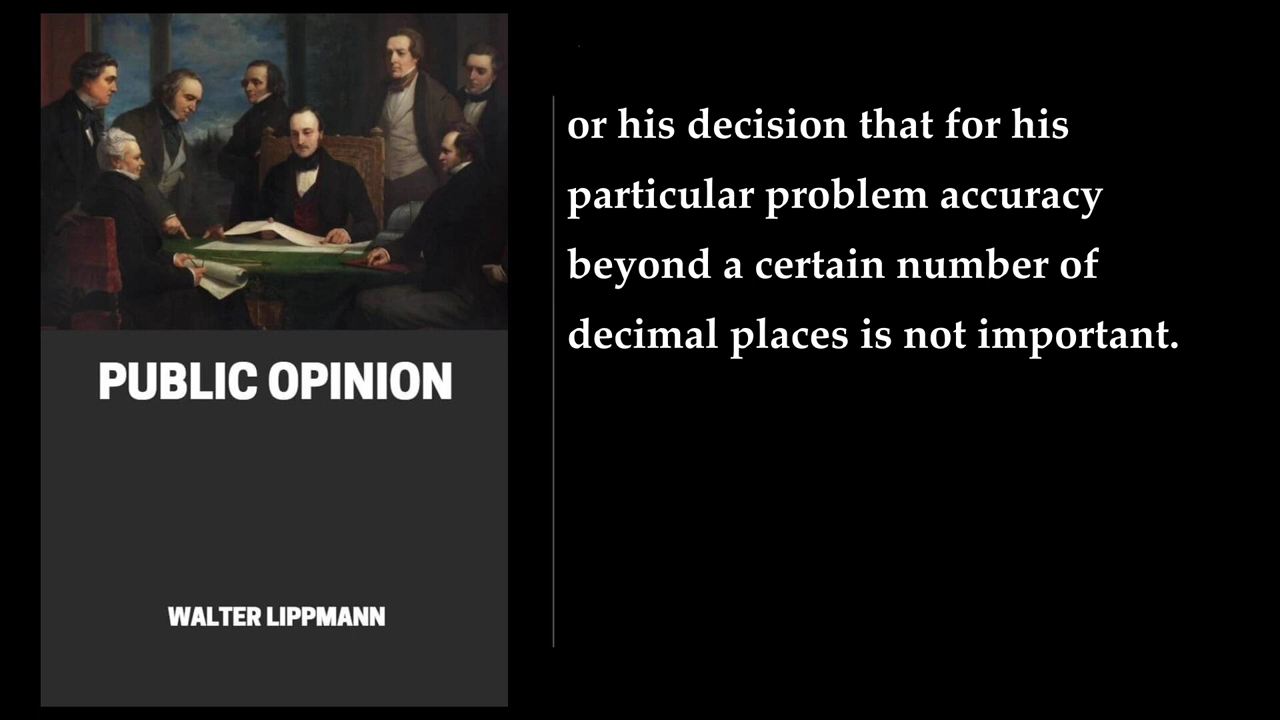 PUBLIC OPINION
WALTER LIPPMANN
or his decision that for his
particular problem accuracy
beyond a certain number of
decimal places is not important.